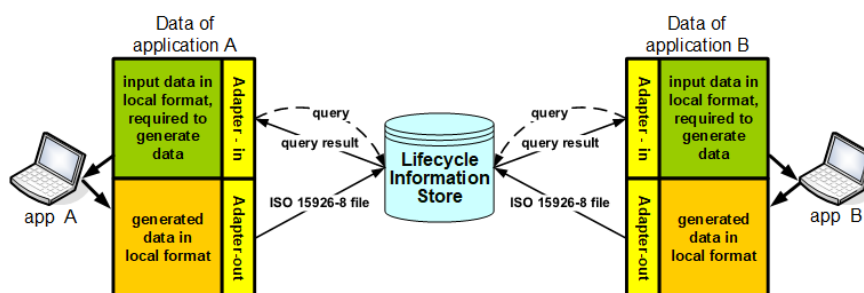 Data of
application A
input data in
local format,
required to
generate
data
Adapter - in
generated
data in
local format
Adapter-out
app A
query
query result
ISO 15926-8 file
Lifecycle
Information
Store
query
query result
ISO 15926-8 file
Data of
application B
Adapter - in
input data in
local format,
required to
generate
data
Adapter-out
generated
data in
local format
app B